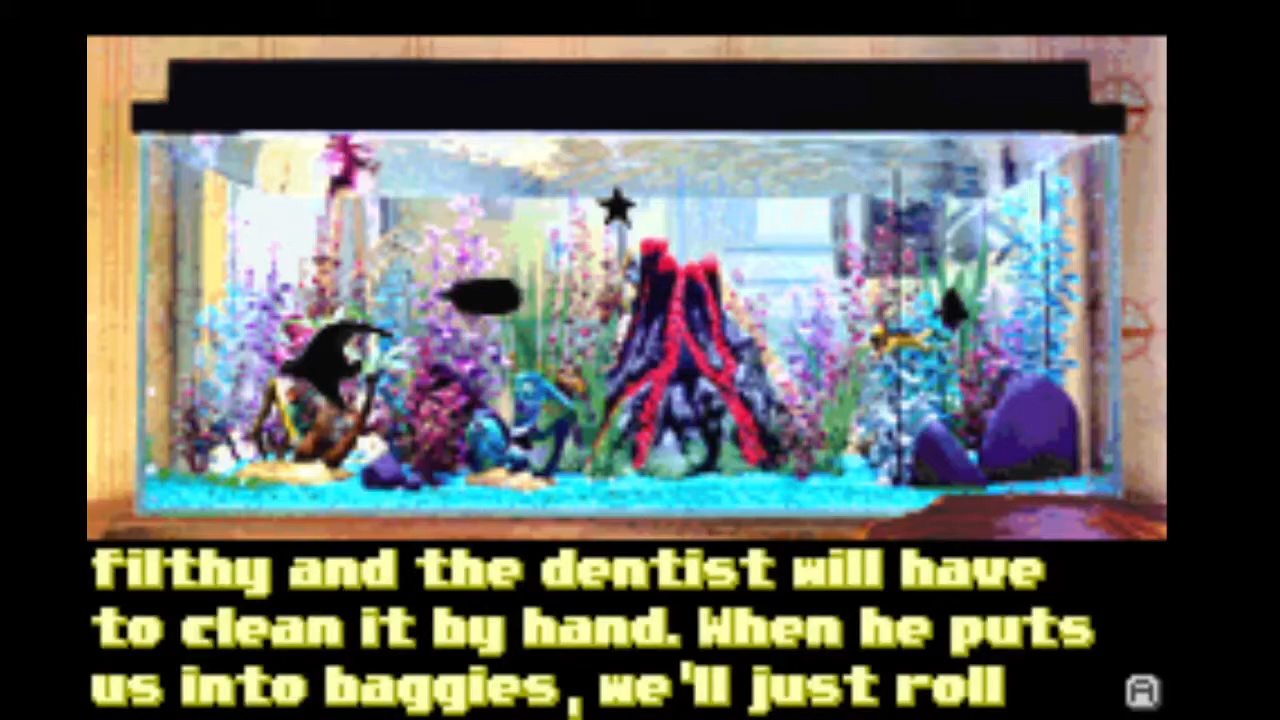 filthy and the dentist will have
to clean it by hand. When he puts
us into baggies, we'll just roll
A